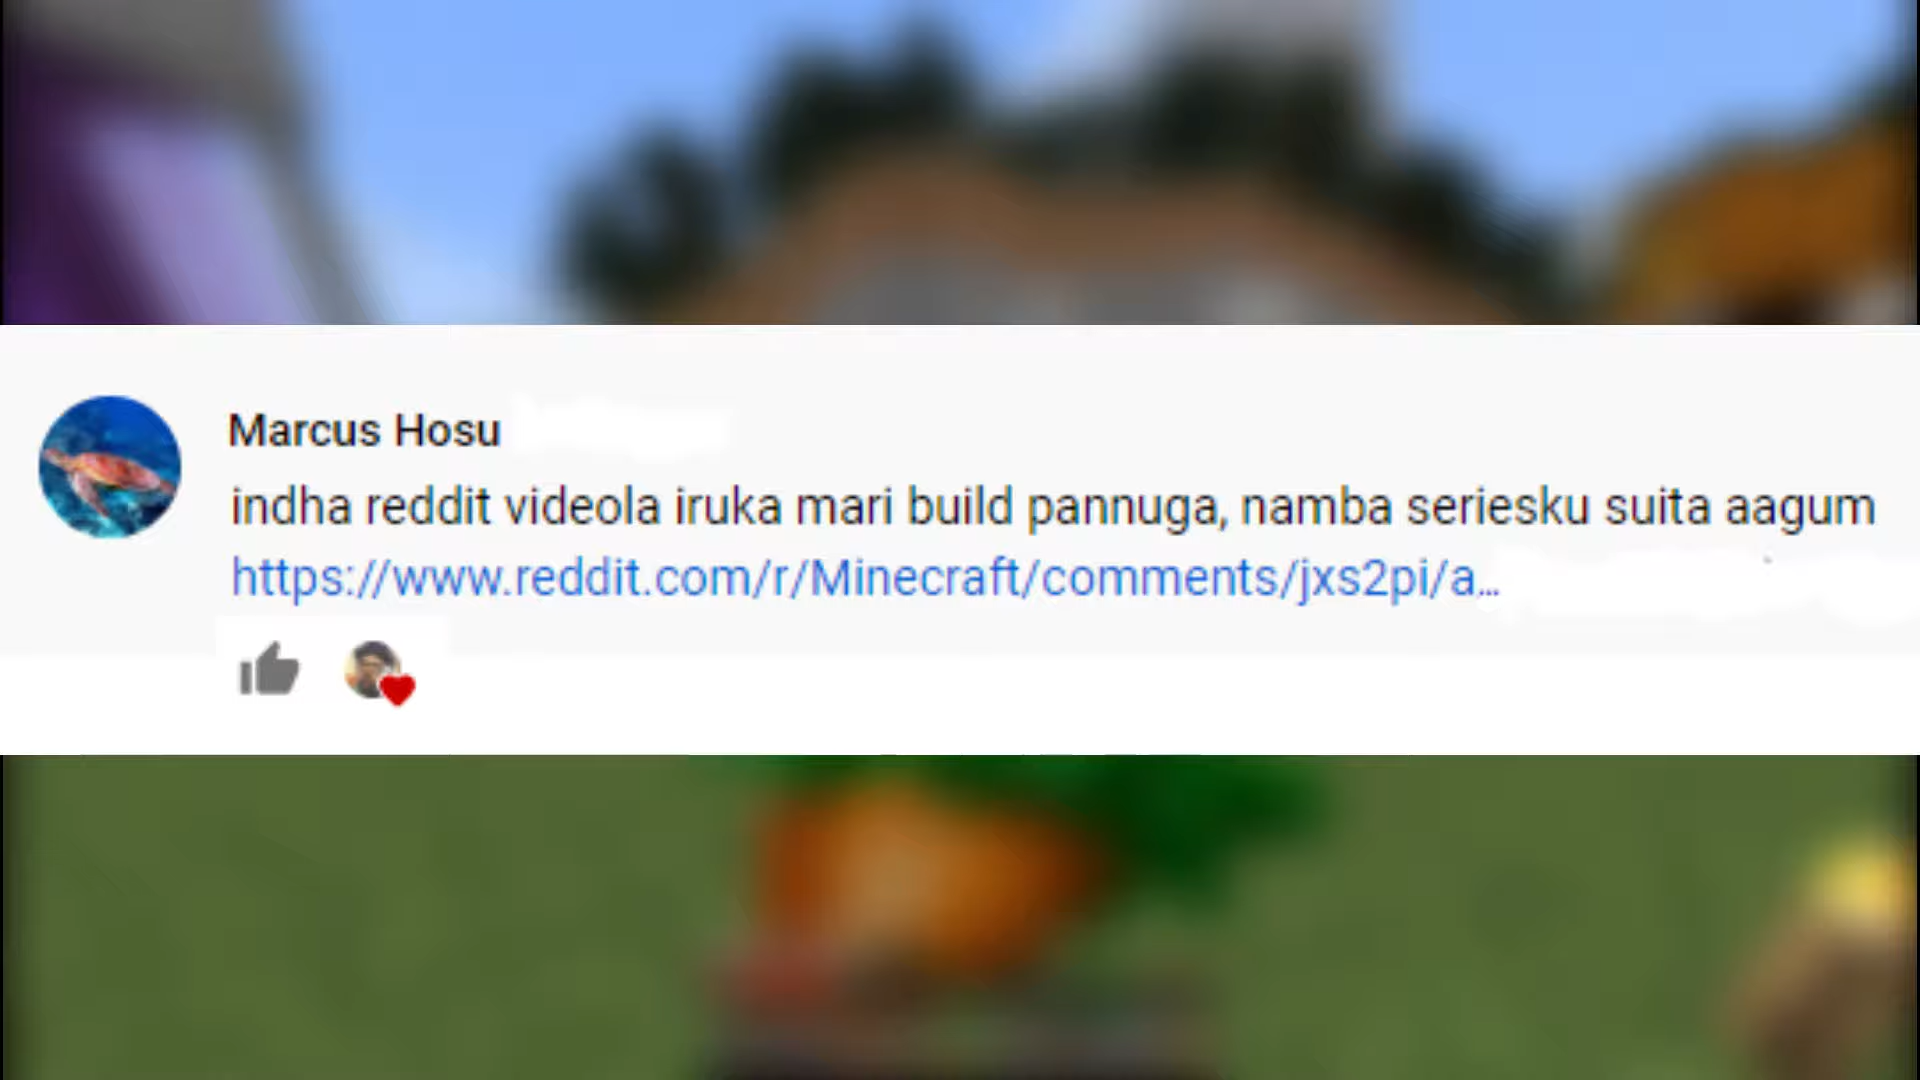 Marcus Hosu
indha reddit videola iruka mari build pannuga, namba seriesku suita aagum
https://www.reddit.com/r/Minecraft/comments/jxs2pi/a…